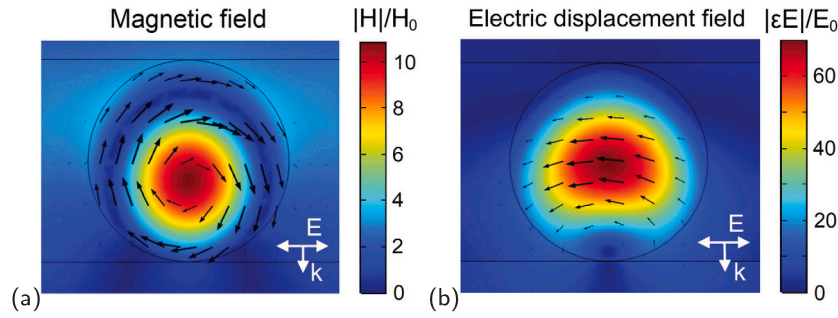 Magnetic field
|H|/H₀
10
8
6
4
2
0
E
k
(a)
Electric displacement field
|εE|/E₀
60
40
20
0
E
k
(b)